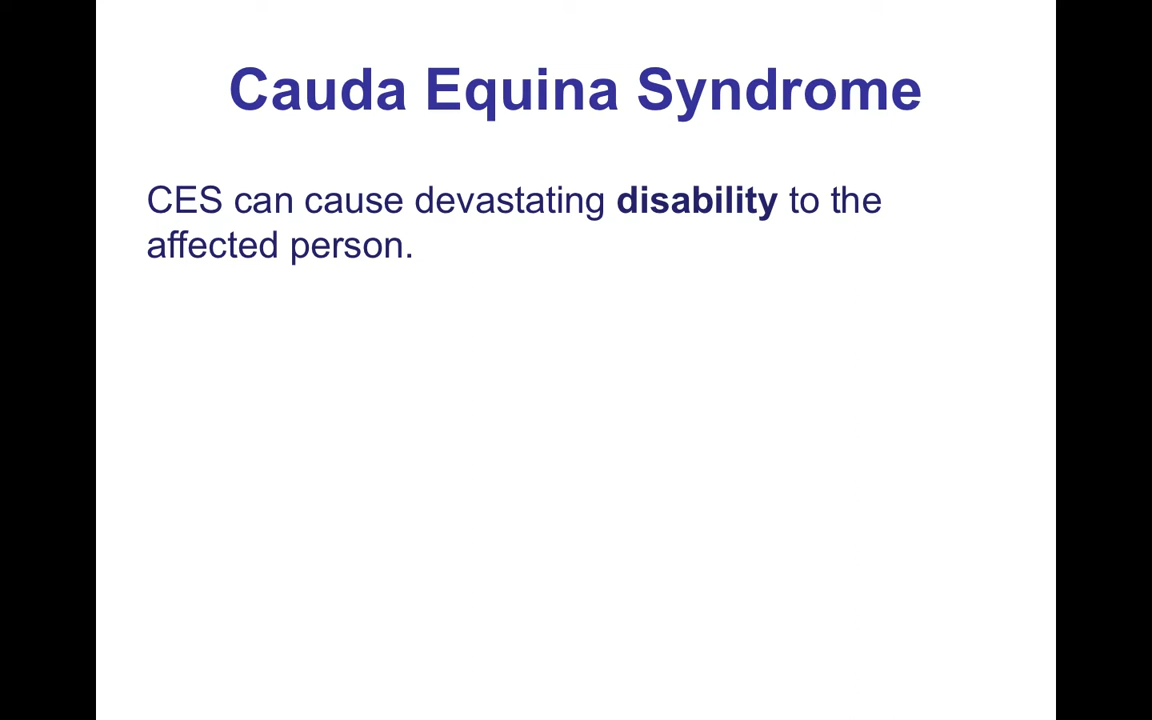 Cauda Equina Syndrome
CES can cause devastating disability to the
affected person.